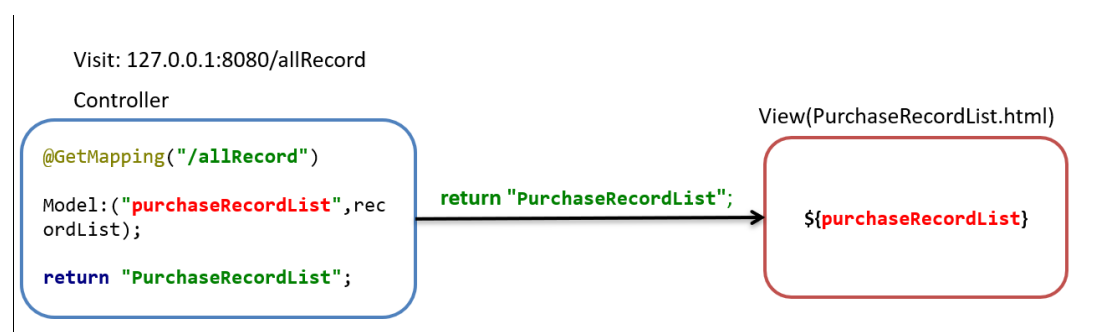 Visit: 127.0.0.1:8080/allRecord
Controller
@GetMapping("/allRecord")
Model:("purchaseRecordList",rec
ordList);
return "PurchaseRecordList";
return "PurchaseRecordList";
View(PurchaseRecordList.html)
${purchaseRecordList}